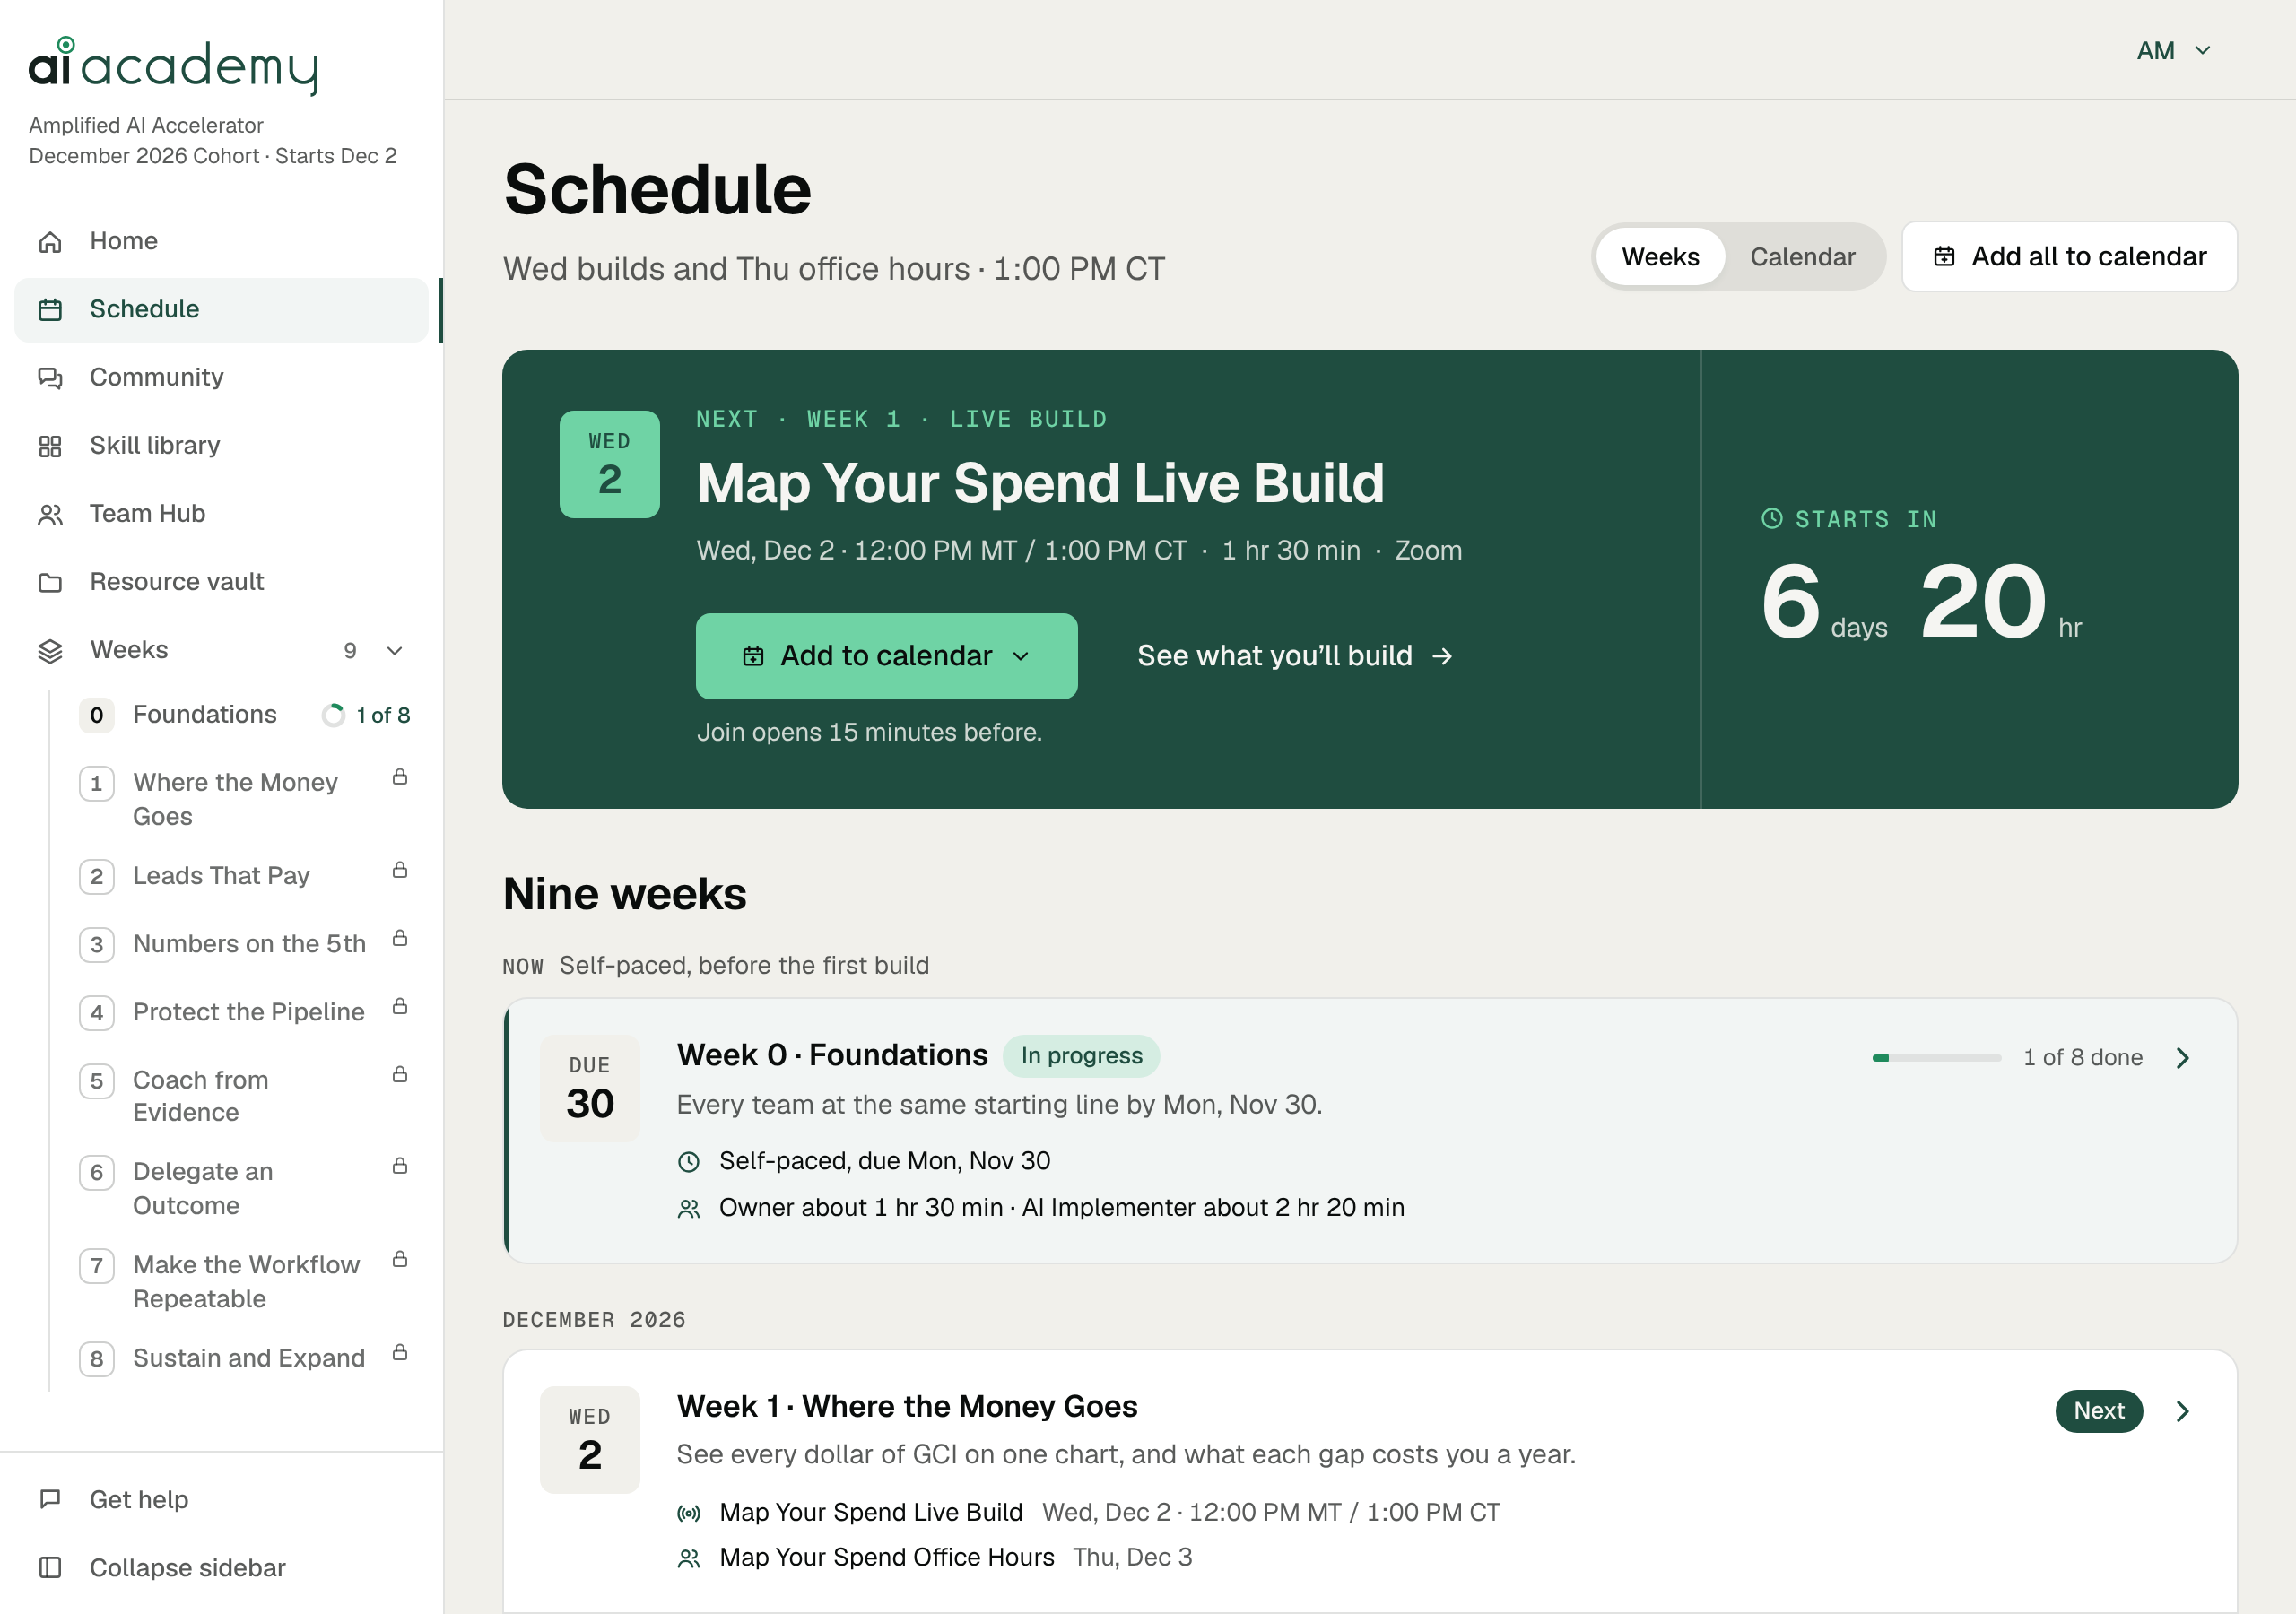 ai academy
Amplified AI Accelerator
December 2026 Cohort · Starts Dec 2
Home
Schedule
Community
Skill library
Team Hub
Resource vault
Weeks 9
0 Foundations 1 of 8
1 Where the Money
Goes
2 Leads That Pay
3 Numbers on the 5th
4 Protect the Pipeline
5 Coach from
Evidence
6 Delegate an
Outcome
7 Make the Workflow
Repeatable
8 Sustain and Expand
Get help
Collapse sidebar
AM
Schedule
Wed builds and Thu office hours · 1:00 PM CT
Weeks Calendar
Add all to calendar
WED
2
NEXT · WEEK 1 · LIVE BUILD
Map Your Spend Live Build
Wed, Dec 2 · 12:00 PM MT / 1:00 PM CT · 1 hr 30 min · Zoom
Add to calendar
See what you’ll build →
Join opens 15 minutes before.
STARTS IN
6 days 20 hr
Nine weeks
NOW Self-paced, before the first build
DUE
30
Week 0 · Foundations In progress
1 of 8 done
Every team at the same starting line by Mon, Nov 30.
Self-paced, due Mon, Nov 30
Owner about 1 hr 30 min · AI Implementer about 2 hr 20 min
DECEMBER 2026
WED
2
Week 1 · Where the Money Goes
Next
See every dollar of GCI on one chart, and what each gap costs you a year.
Map Your Spend Live Build Wed, Dec 2 · 12:00 PM MT / 1:00 PM CT
Map Your Spend Office Hours Thu, Dec 3